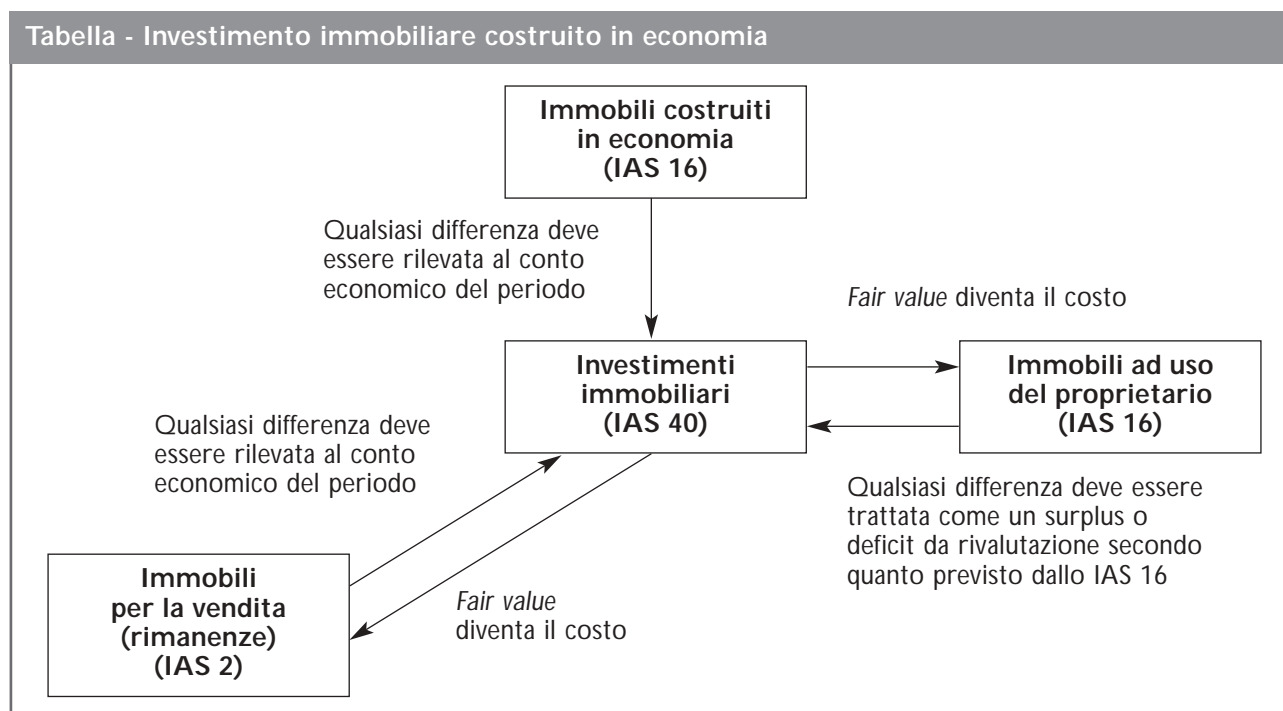 Tabella - Investimento immobiliare costruito in economia
Immobili costruiti
in economia
(IAS 16)
Qualsiasi differenza deve
essere rilevata al conto
economico del periodo
Fair value diventa il costo
Investimenti
immobiliari
(IAS 40)
Immobili ad uso
del proprietario
(IAS 16)
Qualsiasi differenza deve
essere rilevata al conto
economico del periodo
Qualsiasi differenza deve essere
trattata come un surplus o
deficit da rivalutazione secondo
quanto previsto dallo IAS 16
Immobili
per la vendita
(rimanenze)
(IAS 2)
Fair value
diventa il costo